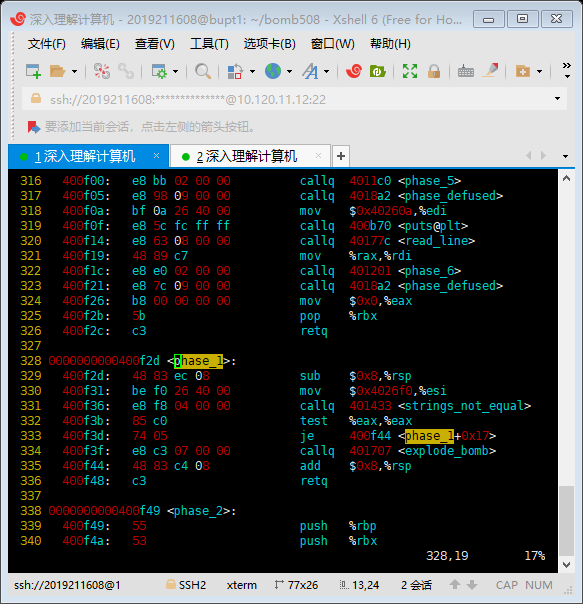 深入理解计算机 - 2019211608@bupt1: ~/bomb508 - Xshell 6 (Free for Ho...
文件(F) 编辑(E) 查看(V) 工具(T) 选项卡(B) 窗口(W) 帮助(H)
ssh://2019211608:**************@10.120.11.12:22
要添加当前会话，点击左侧的箭头按钮。
1 深入理解计算机 × 2 深入理解计算机 × +
316 400f00: e8 bb 02 00 00 callq 4011c0 <phase_5>
317 400f05: e8 98 09 00 00 callq 4018a2 <phase_defused>
318 400f0a: bf 0a 26 40 00 mov $0x40260a,%edi
319 400f0f: e8 5c fc ff ff callq 400b70 <puts@plt>
320 400f14: e8 63 08 00 00 callq 40177c <read_line>
321 400f19: 48 89 c7 mov %rax,%rdi
322 400f1c: e8 e0 02 00 00 callq 401201 <phase_6>
323 400f21: e8 7c 09 00 00 callq 4018a2 <phase_defused>
324 400f26: b8 00 00 00 00 mov $0x0,%eax
325 400f2b: 5b pop %rbx
326 400f2c: c3 retq
327
328 0000000000400f2d <phase_1>:
329 400f2d: 48 83 ec 08 sub $0x8,%rsp
330 400f31: be f0 26 40 00 mov $0x4026f0,%esi
331 400f36: e8 f8 04 00 00 callq 401433 <strings_not_equal>
332 400f3b: 85 c0 test %eax,%eax
333 400f3d: 74 05 je 400f44 <phase_1+0x17>
334 400f3f: e8 c3 07 00 00 callq 401707 <explode_bomb>
335 400f44: 48 83 c4 08 add $0x8,%rsp
336 400f48: c3 retq
337
338 0000000000400f49 <phase_2>:
339 400f49: 55 push %rbp
340 400f4a: 53 push %rbx
328,19 17%
ssh://2019211608@1 SSH2 xterm 77x26 13,24 2 会话 CAP NUM